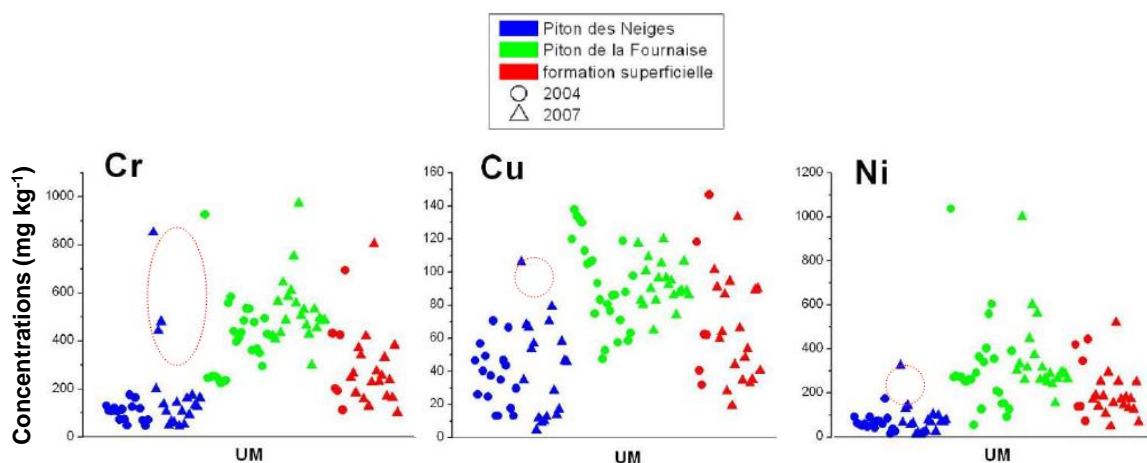 Piton des Neiges
Piton de la Fournaise
formation superficielle
2004
2007
Concentrations (mg kg-1)
Cr
1000
800
600
400
200
0
UM
Cu
160
140
120
100
80
60
40
20
0
UM
Ni
1200
1000
800
600
400
200
0
UM